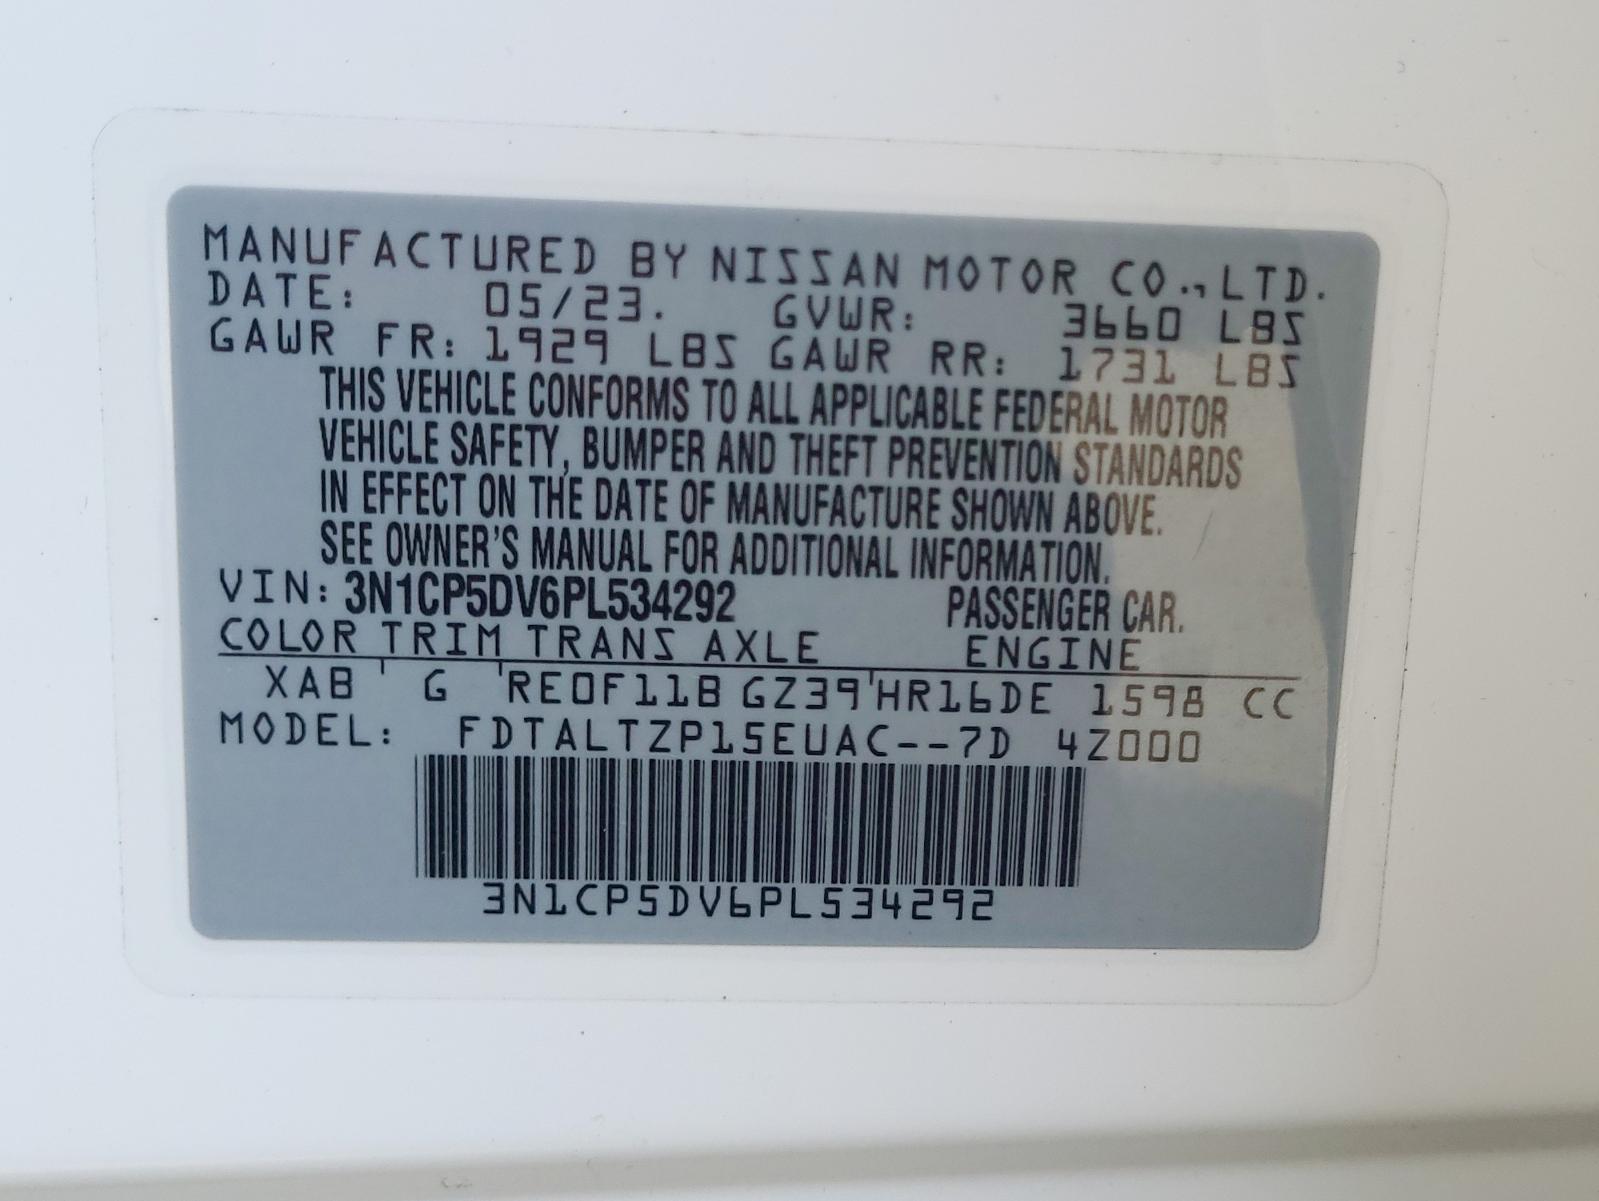 MANUFACTURED BY NISSAN MOTOR CO., LTD.
DATE: 05/23. GVWR: 3660 LBS
GAWR FR: 1929 LBS GAWR RR: 1731 LBS
THIS VEHICLE CONFORMS TO ALL APPLICABLE FEDERAL MOTOR
VEHICLE SAFETY, BUMPER AND THEFT PREVENTION STANDARDS
IN EFFECT ON THE DATE OF MANUFACTURE SHOWN ABOVE.
SEE OWNER'S MANUAL FOR ADDITIONAL INFORMATION.
VIN: 3N1CP5DV6PL534292 PASSENGER CAR.
COLOR TRIM TRANS AXLE ENGINE
XAB G RE0F11B GZ39 HR16DE 1598 CC
MODEL: FDTALTZP15EUAC--7D 4Z000
3N1CP5DV6PL534292